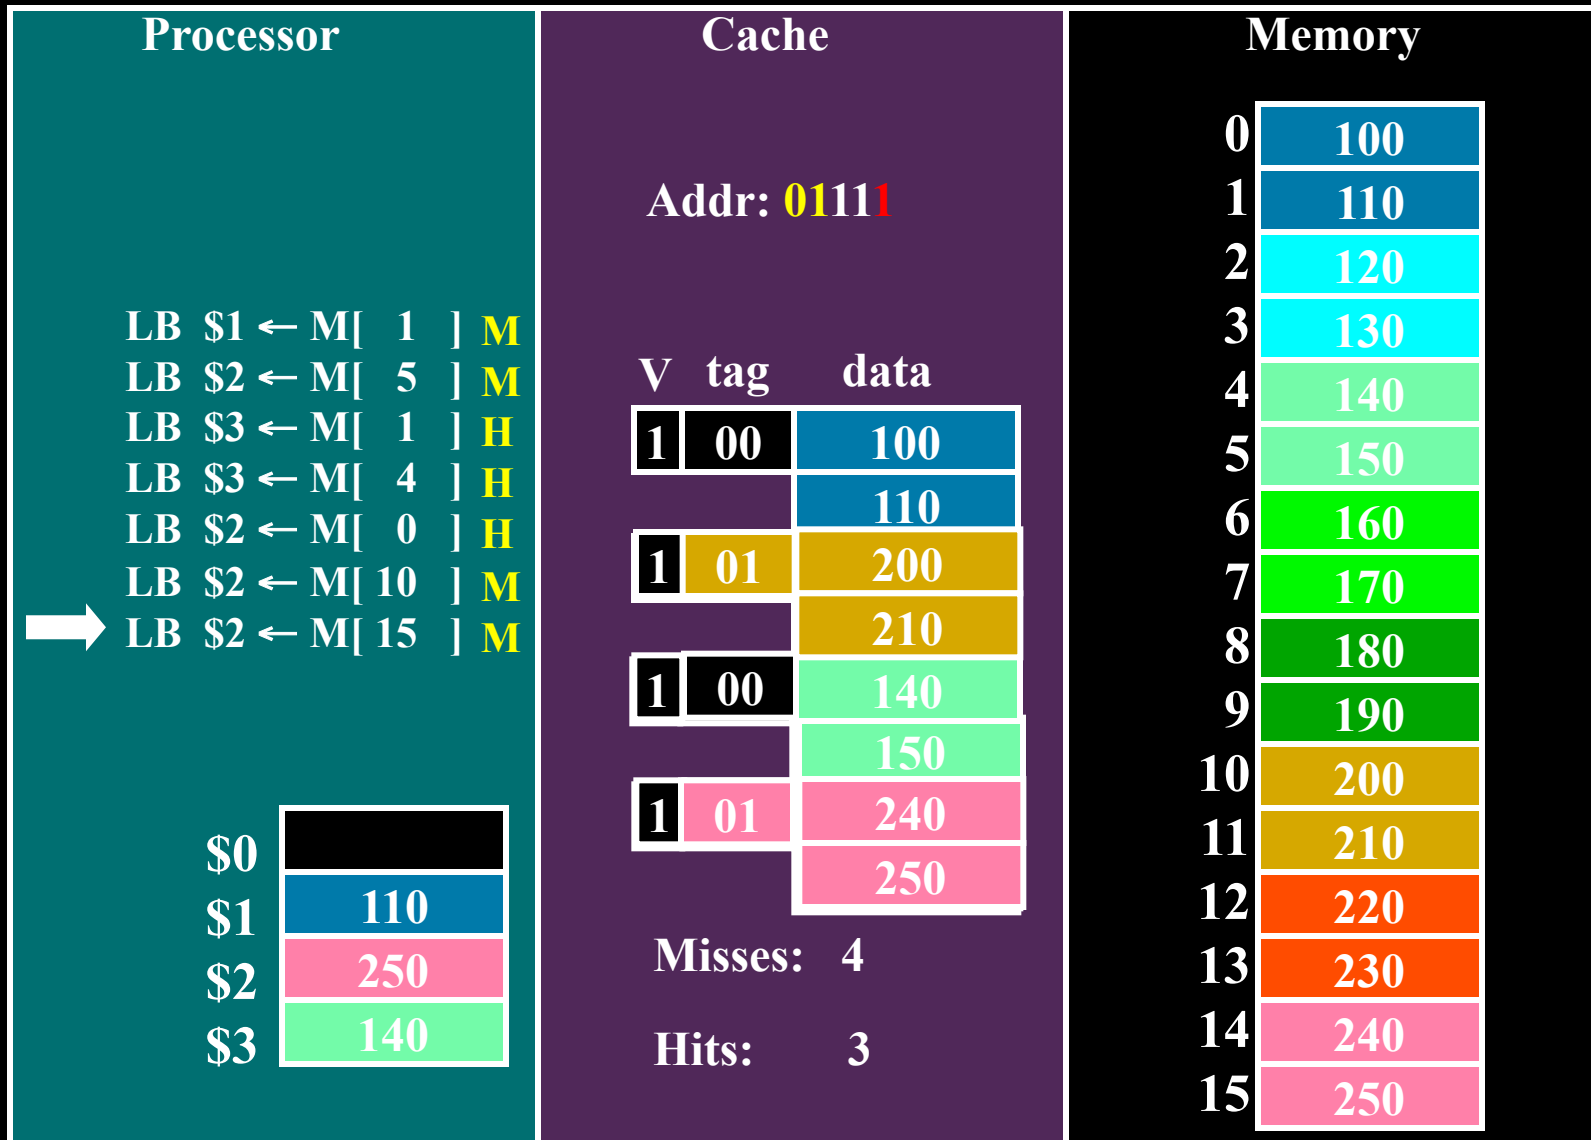 Processor
LB $1 ← M[ 1 ] M
LB $2 ← M[ 5 ] M
LB $3 ← M[ 1 ] H
LB $3 ← M[ 4 ] H
LB $2 ← M[ 0 ] H
LB $2 ← M[ 10 ] M
LB $2 ← M[ 15 ] M
$0
$1 110
$2 250
$3 140
Cache
Addr: 01111
V tag data
1 00 100
110
1 01 200
210
1 00 140
150
1 01 240
250
Misses: 4
Hits: 3
Memory
0 100
1 110
2 120
3 130
4 140
5 150
6 160
7 170
8 180
9 190
10 200
11 210
12 220
13 230
14 240
15 250